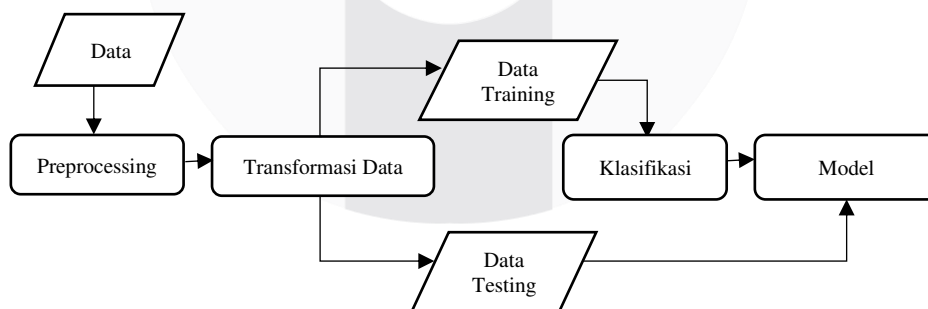 Data
Data
Training
Preprocessing
Transformasi Data
Klasifikasi
Model
Data
Testing